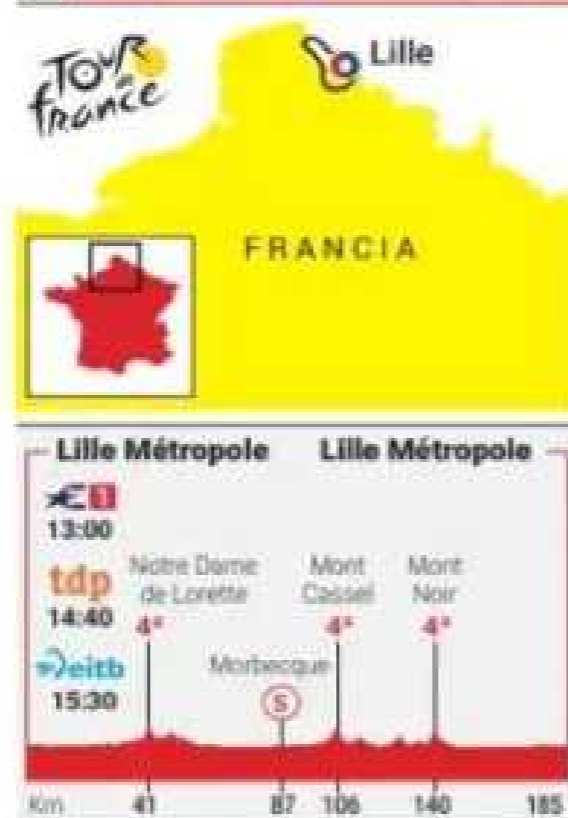 TOUR
de
france
Lille
FRANCIA
Lille Métropole Lille Métropole
1
13:00
tdp
14:40
eitb
15:30
Notre Dame
de Lorette
4ª
Morbecque
S
Mont
Cassel
4ª
Mont
Noir
4ª
Km 41 87 106 140 185